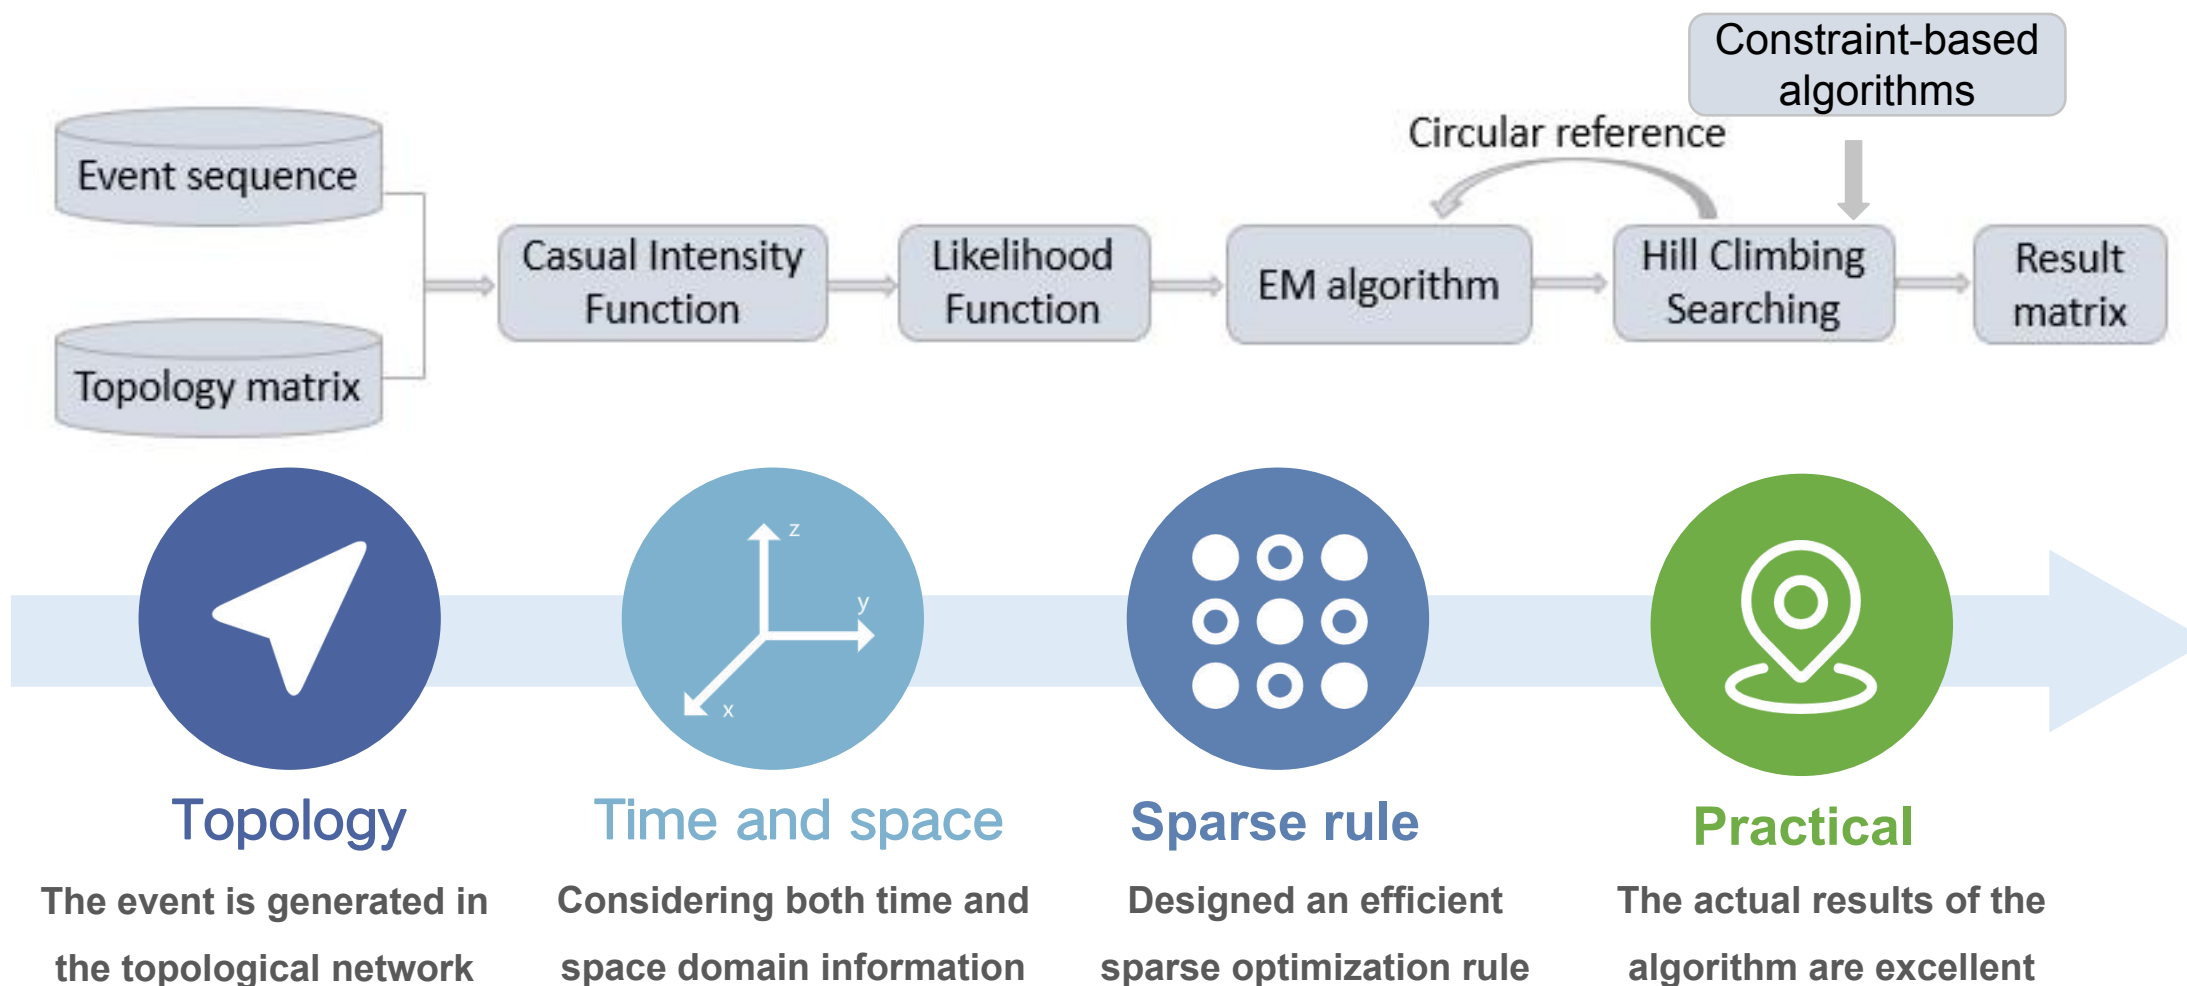 Constraint-based
algorithms
Circular reference
Event sequence
Topology matrix
Casual Intensity
Function
Likelihood
Function
EM algorithm
Hill Climbing
Searching
Result
matrix
z
y
x
Topology
The event is generated in
the topological network
Time and space
Considering both time and
space domain information
Sparse rule
Designed an efficient
sparse optimization rule
Practical
The actual results of the
algorithm are excellent